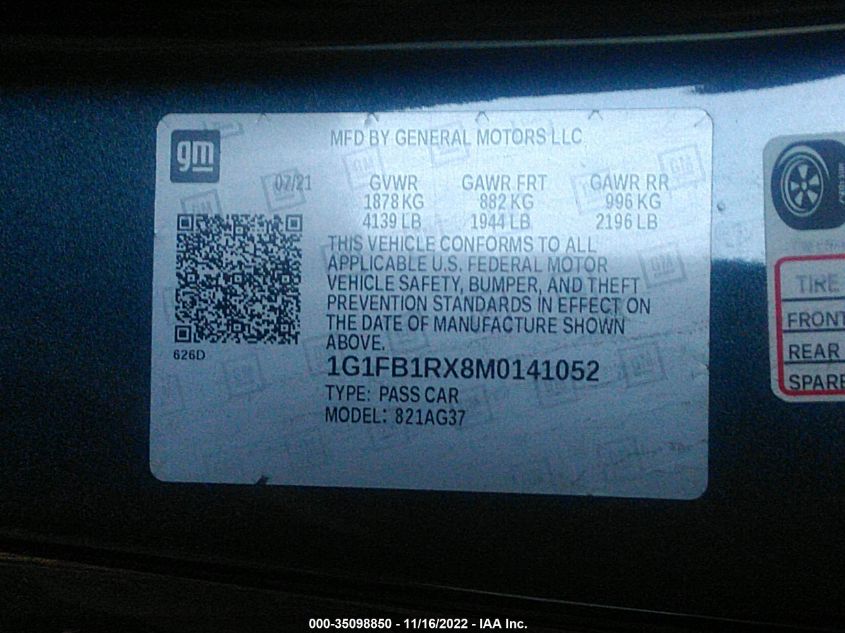 gm
MFD BY GENERAL MOTORS LLC
07/21 GVWR GAWR FRT GAWR RR
1878 KG 882 KG 996 KG
4139 LB 1944 LB 2196 LB
THIS VEHICLE CONFORMS TO ALL
APPLICABLE U.S. FEDERAL MOTOR
VEHICLE SAFETY, BUMPER, AND THEFT
PREVENTION STANDARDS IN EFFECT ON
THE DATE OF MANUFACTURE SHOWN
ABOVE.
626D
1G1FB1RX8M0141052
TYPE: PASS CAR
MODEL: 821AG37
TIRE
FRONT
REAR
SPARE
000-35098850 - 11/16/2022 - IAA Inc.